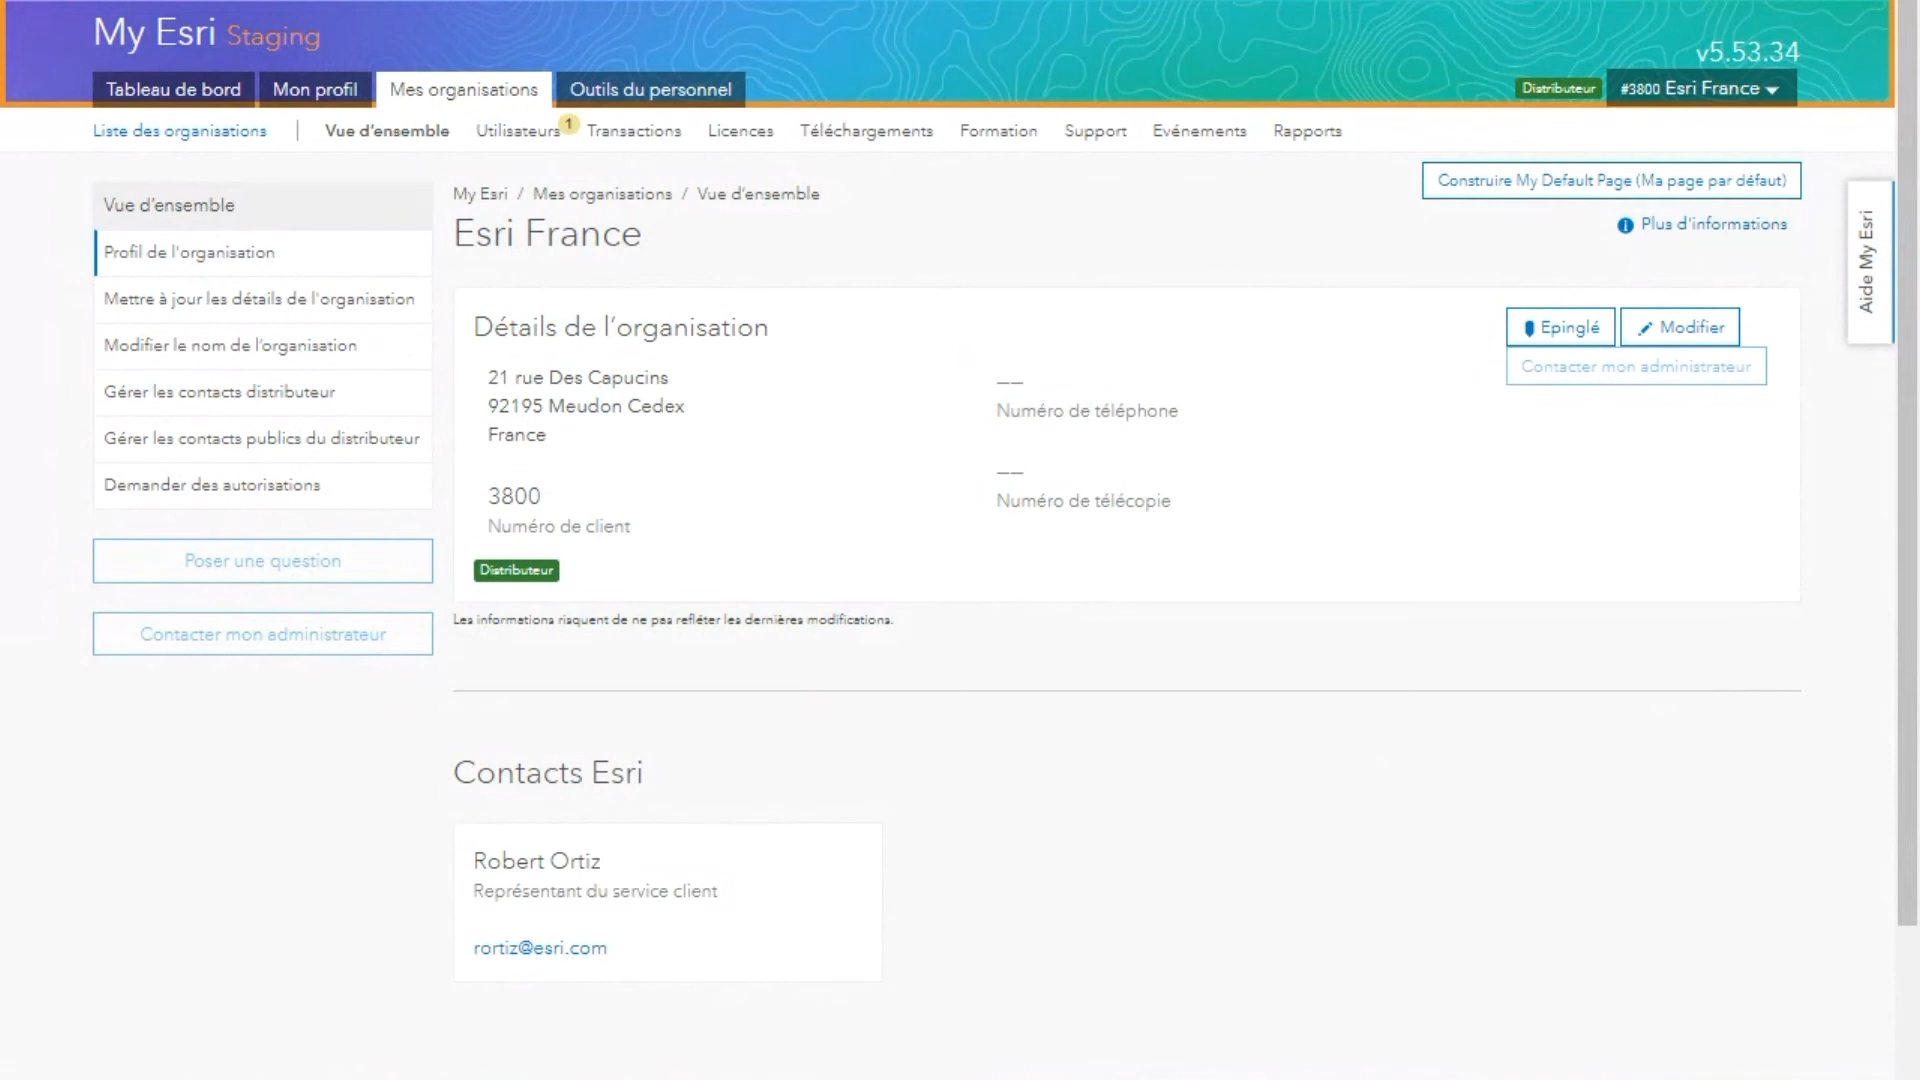 My Esri Staging
v5.53.34
Tableau de bord
Mon profil
Mes organisations
Outils du personnel
Distributeur
#3800 Esri France
Liste des organisations
Vue d'ensemble
Utilisateurs 1
Transactions
Licences
Téléchargements
Formation
Support
Evénements
Rapports
Vue d'ensemble
Profil de l'organisation
Mettre à jour les détails de l'organisation
Modifier le nom de l'organisation
Gérer les contacts distributeur
Gérer les contacts publics du distributeur
Demander des autorisations
Poser une question
Contacter mon administrateur
My Esri / Mes organisations / Vue d'ensemble
Esri France
Construire My Default Page (Ma page par défaut)
Plus d'informations
Aide My Esri
Détails de l'organisation
Epinglé
Modifier
Contacter mon administrateur
21 rue Des Capucins
92195 Meudon Cedex
France
3800
Numéro de client
__
Numéro de téléphone
__
Numéro de télécopie
Distributeur
Les informations risquent de ne pas refléter les dernières modifications.
Contacts Esri
Robert Ortiz
Représentant du service client
rortiz@esri.com